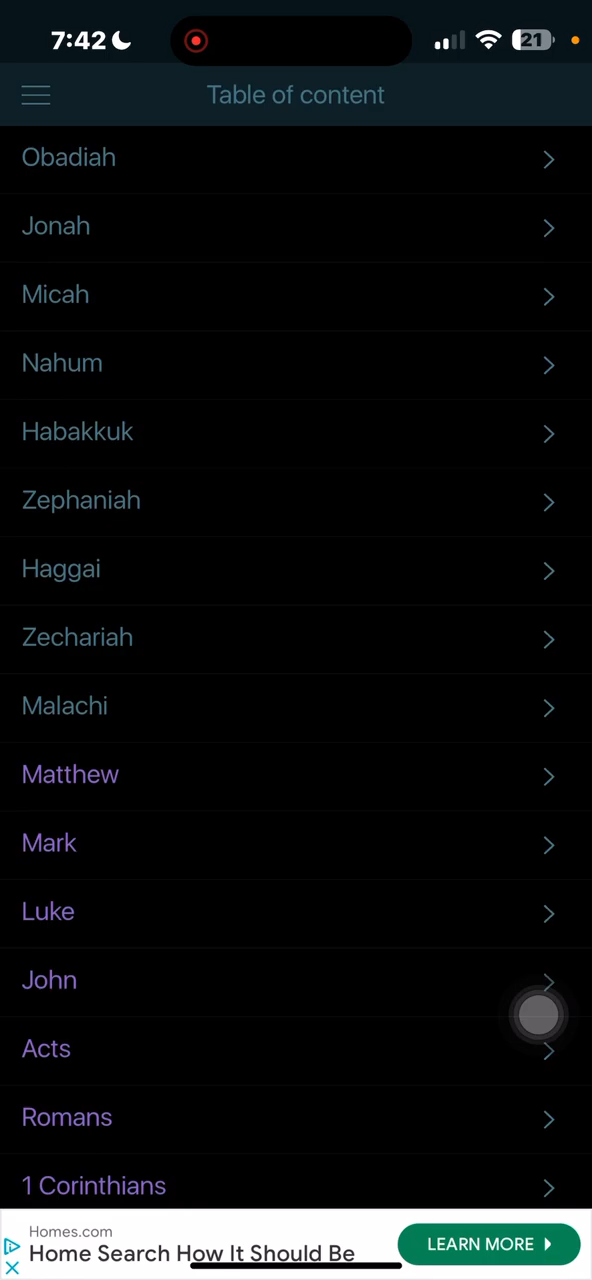 7:42
21
Table of content
Obadiah
Jonah
Micah
Nahum
Habakkuk
Zephaniah
Haggai
Zechariah
Malachi
Matthew
Mark
Luke
John
Acts
Romans
1 Corinthians
Homes.com
Home Search How It Should Be
LEARN MORE